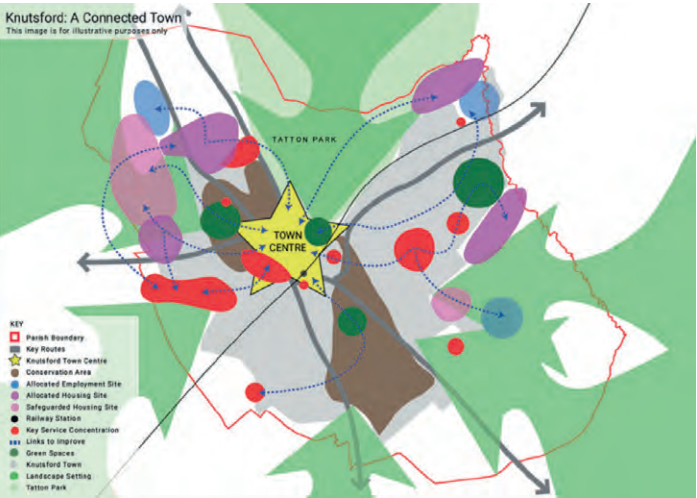 Knutsford: A Connected Town
This image is for illustrative purposes only
TATTON PARK
TOWN
CENTRE
KEY
Parish Boundary
Key Routes
Knutsford Town Centre
Conservation Area
Allocated Employment Site
Allocated Housing Site
Safeguarded Housing Site
Railway Station
Key Service Concentration
Links to Improve
Green Spaces
Knutsford Town
Landscape Setting
Tatton Park